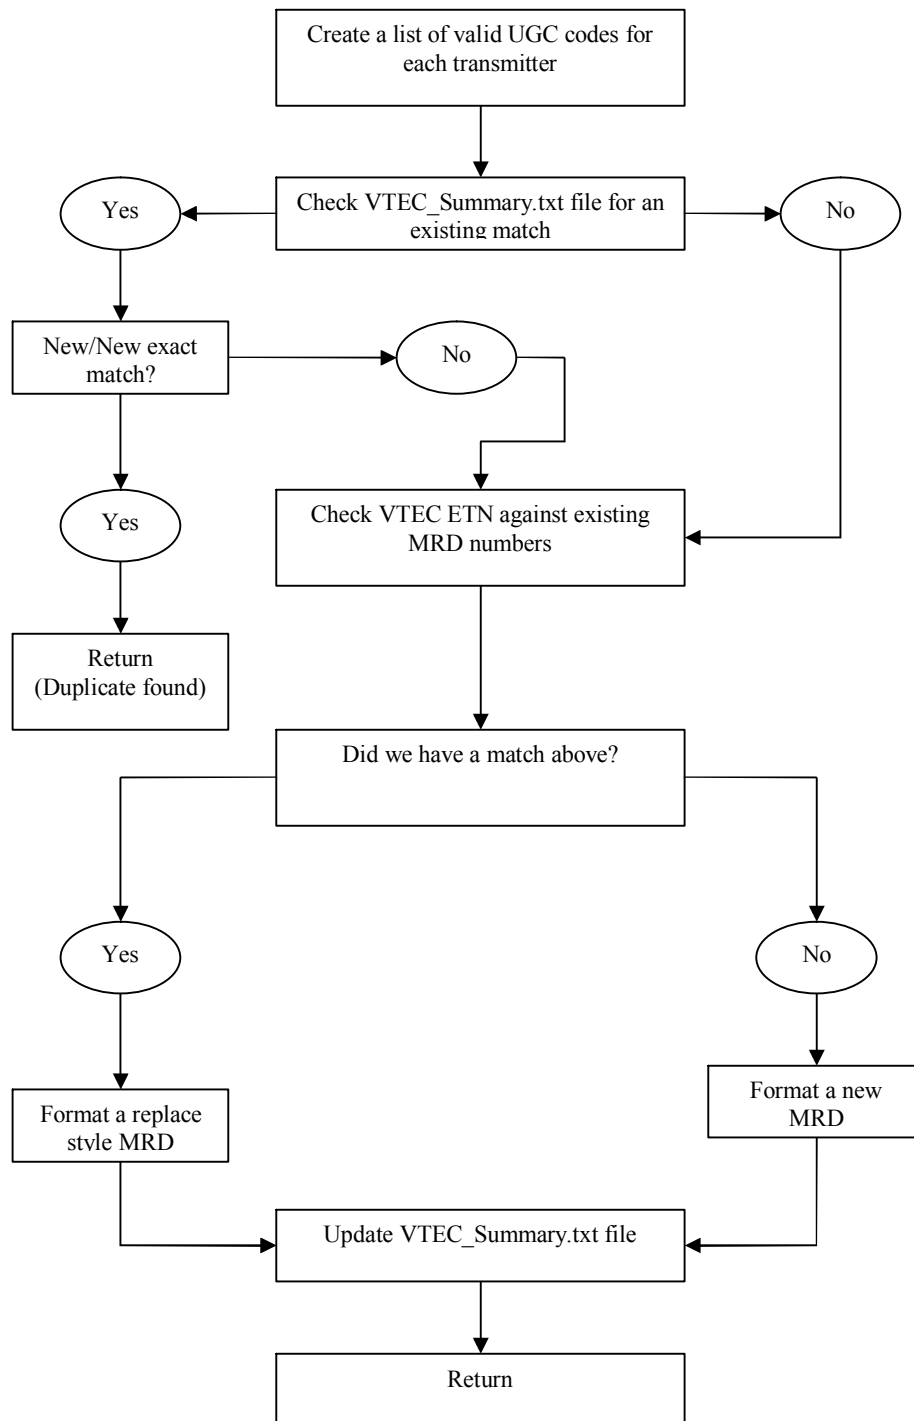 Create a list of valid UGC codes for
each transmitter
Yes
Check VTEC_Summary.txt file for an
existing match
No
New/New exact
match?
No
Yes
Check VTEC ETN against existing
MRD numbers
Return
(Duplicate found)
Did we have a match above?
Yes
No
Format a replace
style MRD
Format a new
MRD
Update VTEC_Summary.txt file
Return